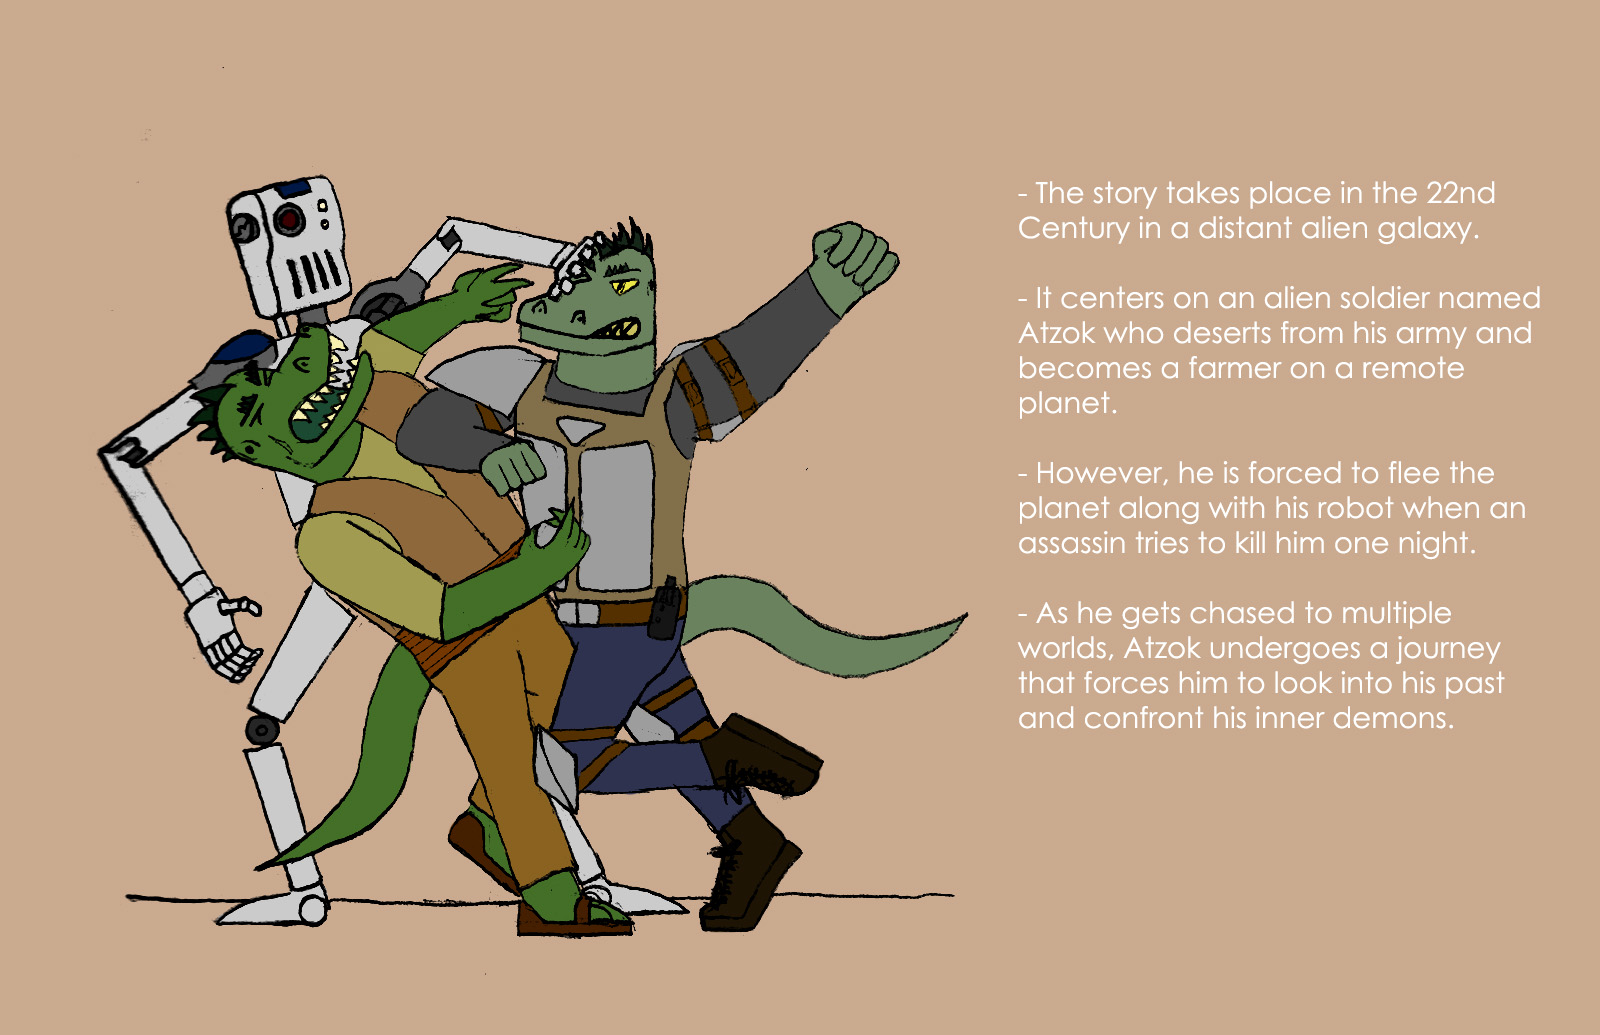 - The story takes place in the 22nd
Century in a distant alien galaxy.
- It centers on an alien soldier named
Atzok who deserts from his army and
becomes a farmer on a remote
planet.
- However, he is forced to flee the
planet along with his robot when an
assassin tries to kill him one night.
- As he gets chased to multiple
worlds, Atzok undergoes a journey
that forces him to look into his past
and confront his inner demons.